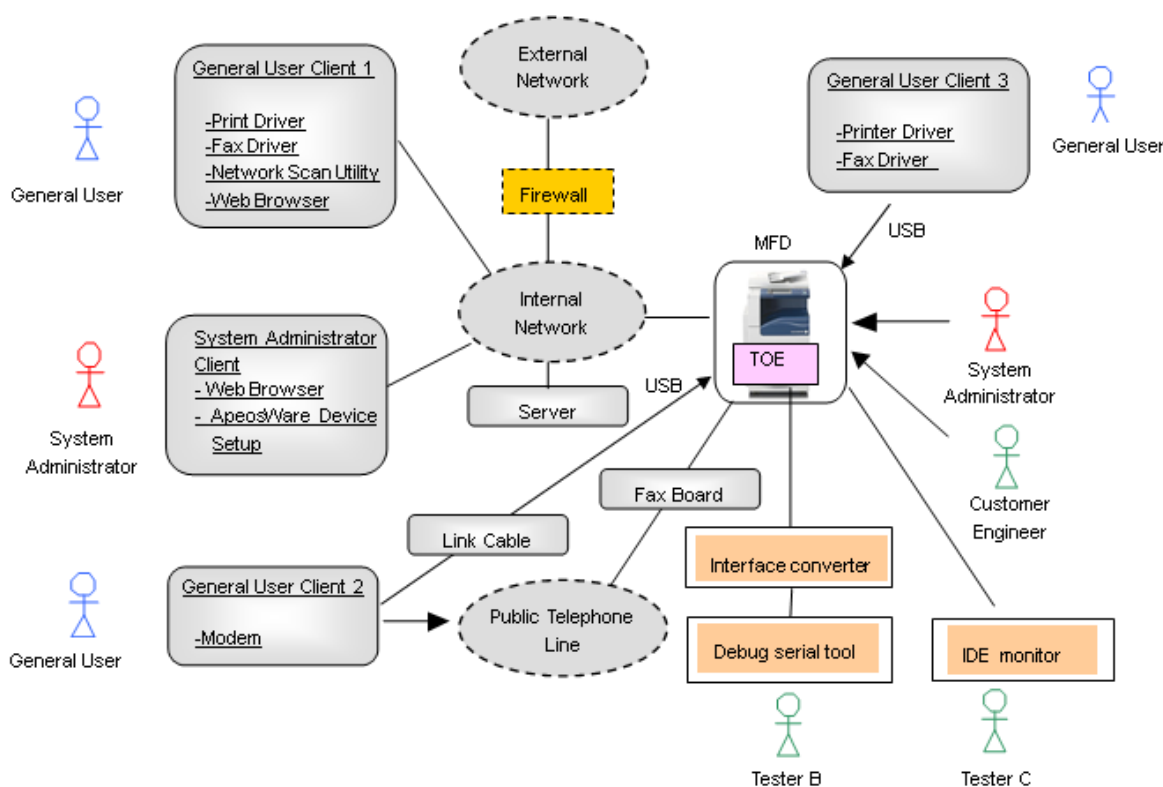 External
Network
General User Client 1
-Print Driver
-Fax Driver
-Network Scan Utility
-Web Browser
General User
General User Client 3
-Printer Driver
-Fax Driver
General User
Firewall
USB
MFD
Internal
Network
TOE
System Administrator
Client
- Web Browser
- ApeosWare Device
Setup
System
Administrator
Server
USB
System
Administrator
Customer
Engineer
Fax Board
Link Cable
Interface converter
General User Client 2
-Modem
General User
Public Telephone
Line
Debug serial tool
IDE monitor
Tester B
Tester C